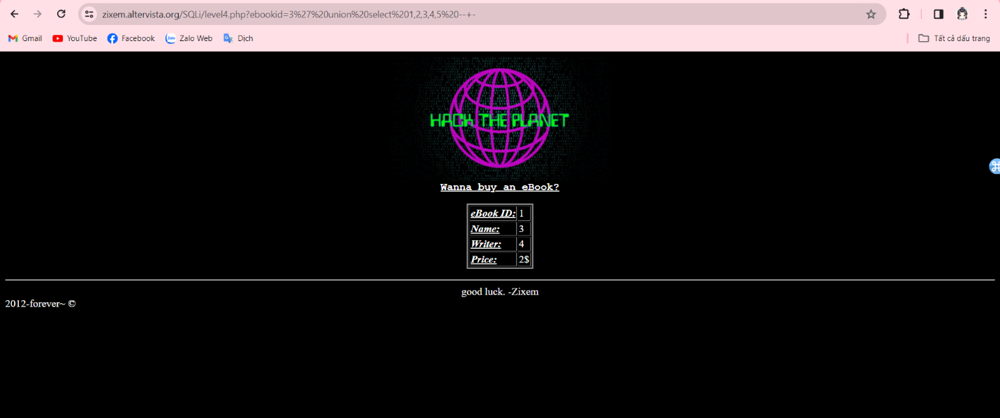 zixem.altervista.org/SQLi/level4.php?ebookid=3%27%20union%20select%201,2,3,4,5%20--+-
Gmail YouTube Facebook Zalo Web Dịch Tất cả dấu trang
HACK THE PLANET
Wanna buy an eBook?
eBook ID: 1
Name: 3
Writer: 4
Price: 2$
good luck. -Zixem
2012-forever~ ©